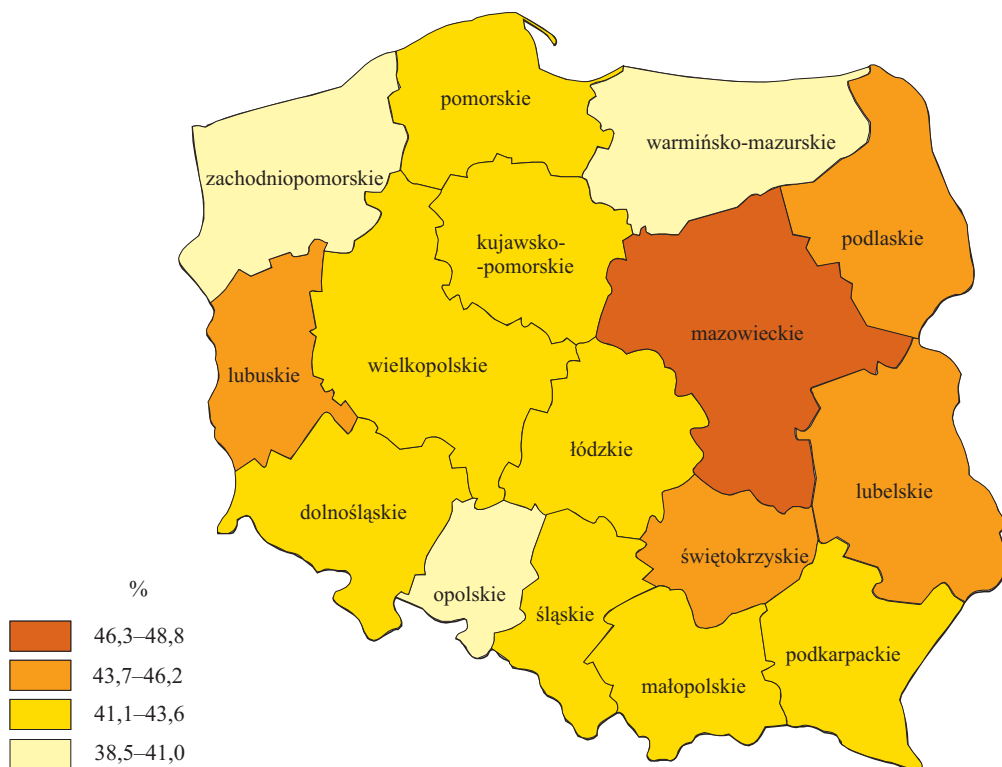 pomorskie
warmińsko-mazurskie
zachodniopomorskie
podlaskie
kujawsko-
-pomorskie
mazowieckie
wielkopolskie
lubuskie
łódzkie
lubelskie
dolnośląskie
świętokrzyskie
opolskie
śląskie
podkarpackie
małopolskie
%
46,3–48,8
43,7–46,2
41,1–43,6
38,5–41,0